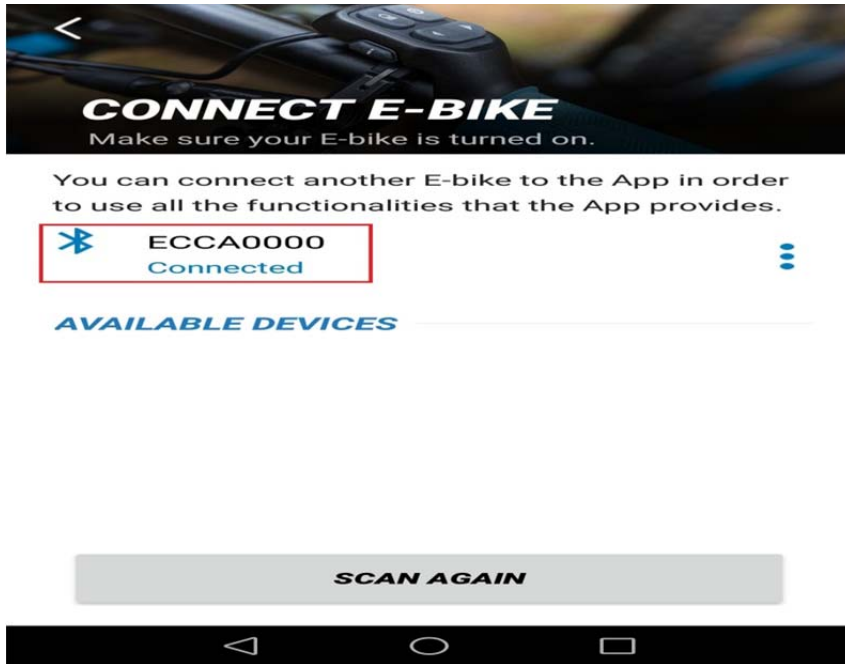 CONNECT E-BIKE
Make sure your E-bike is turned on.
You can connect another E-bike to the App in order
to use all the functionalities that the App provides.
ECCA0000
Connected
AVAILABLE DEVICES
SCAN AGAIN